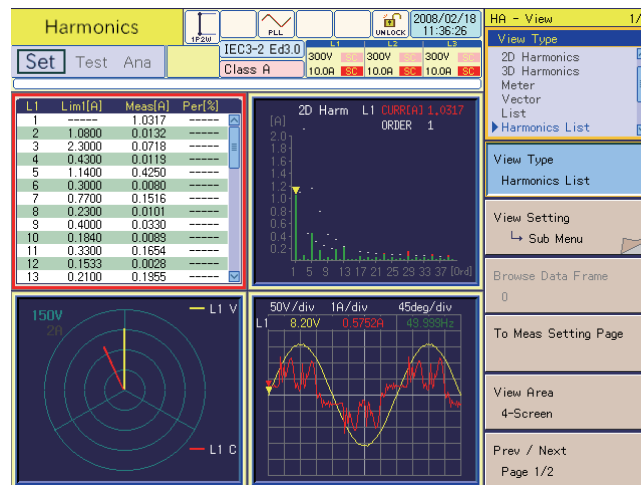 Harmonics
1P2W
PLL
UNLOCK
2008/02/18
11:36:26
Set Test Ana
IEC3-2 Ed3.0
Class A
L1 L2 L3
300V 300V 300V
10.0A SC 10.0A SC 10.0A SC
HA - View
View Type
2D Harmonics
3D Harmonics
Meter
Vector
List
Harmonics List
View Type
Harmonics List
View Setting
Sub Menu
Browse Data Frame
0
To Meas Setting Page
View Area
4-Screen
Prev / Next
Page 1/2
L1 Lim1[A] Meas[A] Per[%]
1 ----- 1.0317 -----
2 1.0800 0.0132 -----
3 2.3000 0.0718 -----
4 0.4300 0.0119 -----
5 1.1400 0.4250 -----
6 0.3000 0.0080 -----
7 0.7700 0.1516 -----
8 0.2300 0.0101 -----
9 0.4000 0.0330 -----
10 0.1840 0.0089 -----
11 0.3300 0.1654 -----
12 0.1533 0.0028 -----
13 0.2100 0.1955 -----
2D Harm L1 CURR[A] 1.0317
[A] ORDER 1
2.0
1.8
1.6
1.4
1.2
1.0
0.8
0.6
0.4
0.2
1 5 9 13 17 21 25 29 33 37 [Ord]
150V
2A
L1 V
L1 C
50V/div 1A/div 45deg/div
L1 8.20V 0.5752A 49.999Hz